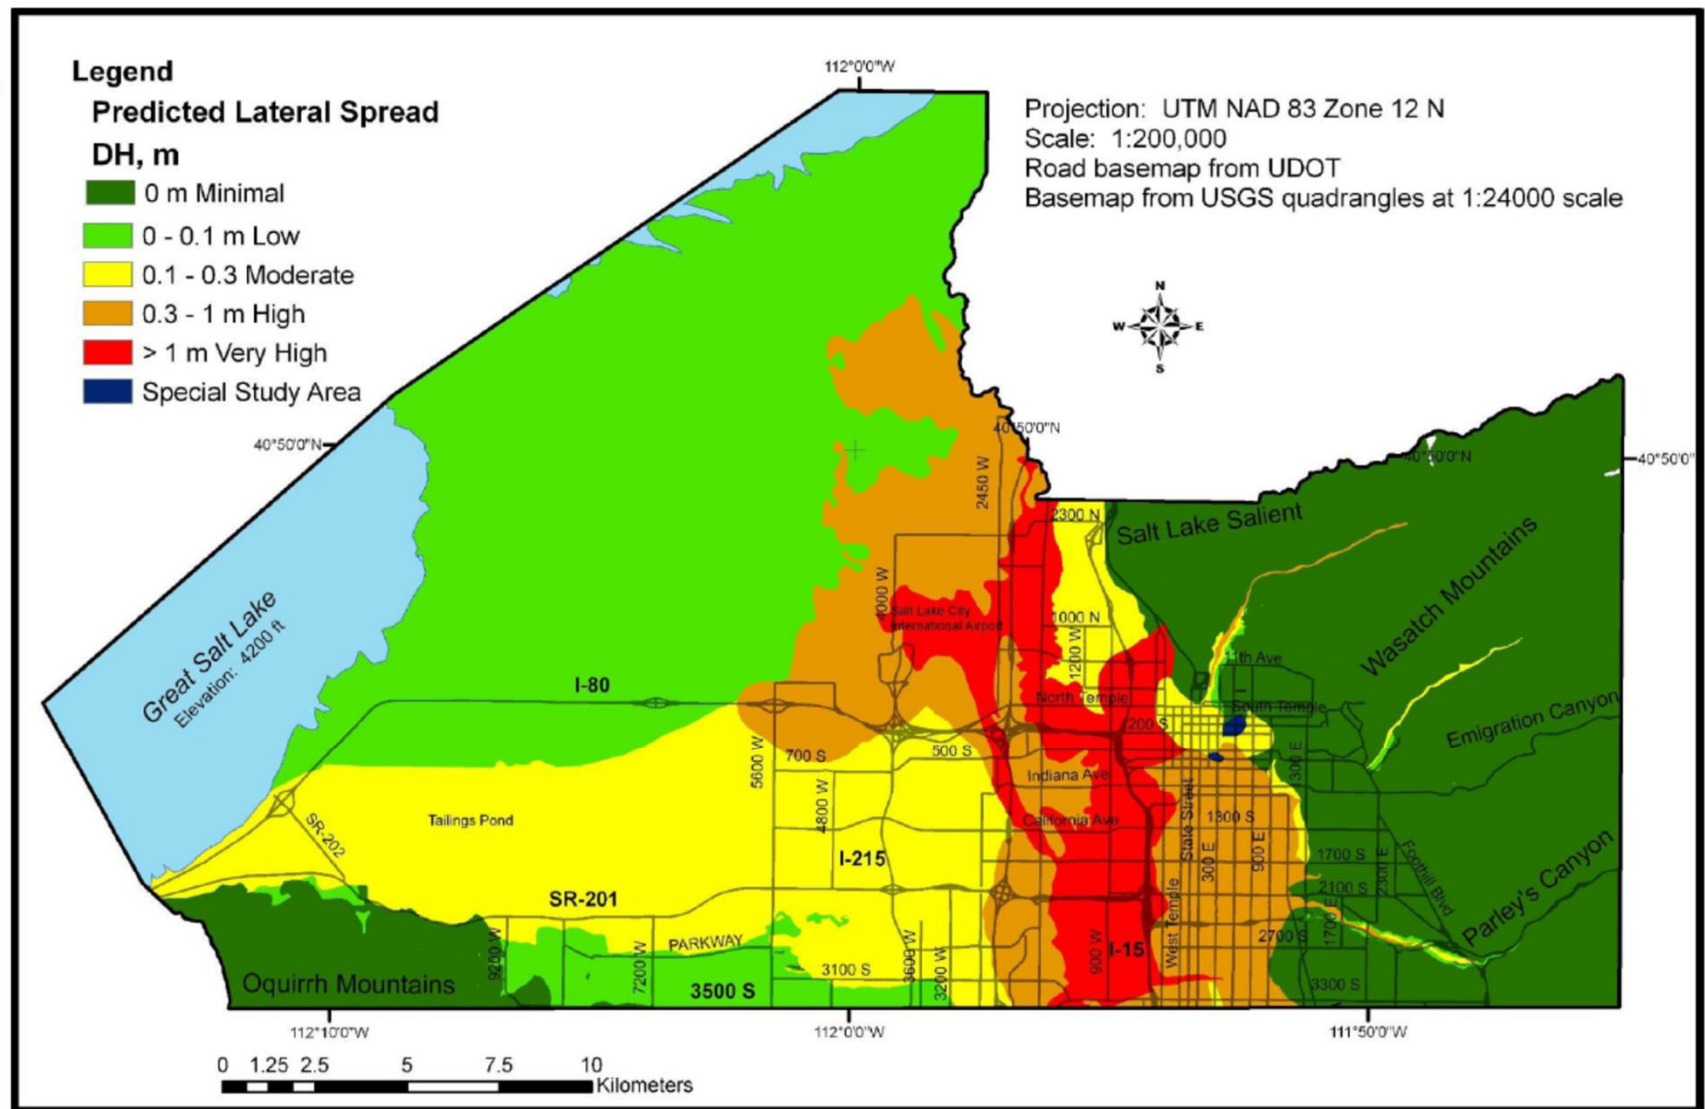 112°0'0"W
Legend
Predicted Lateral Spread
DH, m
0 m Minimal
0 - 0.1 m Low
0.1 - 0.3 Moderate
0.3 - 1 m High
> 1 m Very High
Special Study Area
Projection: UTM NAD 83 Zone 12 N
Scale: 1:200,000
Road basemap from UDOT
Basemap from USGS quadrangles at 1:24000 scale
N
W
E
S
40°50'0"N
40°50'0"N
40°50'0"N
40°50'0"
2450 W
2300 N
Salt Lake Salient
Wasatch Mountains
4000 W
Salt Lake City
International Airport
1000 N
1200 W
Great Salt Lake
Elevation: 4200 ft
11th Ave
I-80
North Temple
South Temple
Emigration Canyon
200 S
5600 W
700 S
500 S
1300 E
Indiana Ave
Tailings Pond
SR-202
4800 W
California Ave
State Street
1300 S
I-215
300 E
900 E
1700 S
2300 E
Foothill Blvd
Parley's Canyon
SR-201
2100 S
1700 E
PARKWAY
9200 W
7200 W
3600 W
3200 W
900 W
I-15
West Temple
2700 S
3100 S
Oquirrh Mountains
3500 S
3300 S
112°10'0"W
112°0'0"W
111°50'0"W
0 1.25 2.5 5 7.5 10
Kilometers